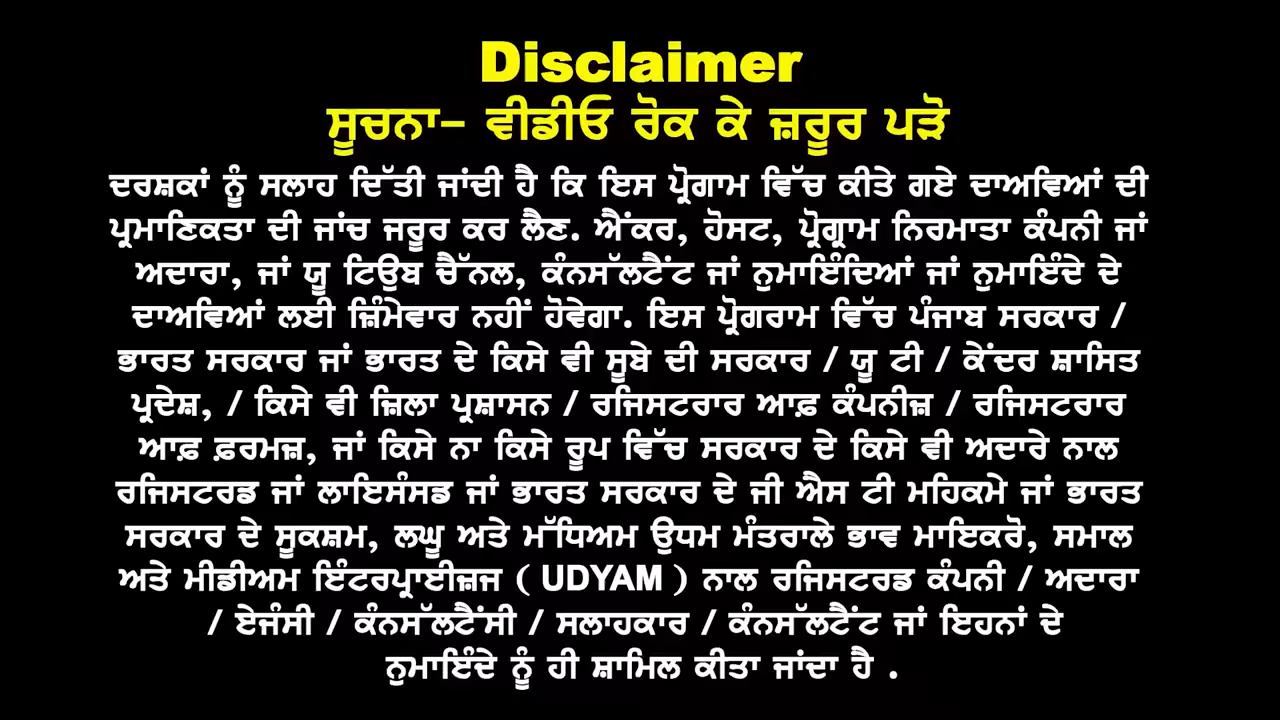 Disclaimer
ਸੂਚਨਾ- ਵੀਡੀਓ ਰੋਕ ਕੇ ਜ਼ਰੂਰ ਪੜੋ
ਦਰਸ਼ਕਾਂ ਨੂੰ ਸਲਾਹ ਦਿੱਤੀ ਜਾਂਦੀ ਹੈ ਕਿ ਇਸ ਪ੍ਰੋਗਾਮ ਵਿੱਚ ਕੀਤੇ ਗਏ ਦਾਅਵਿਆਂ ਦੀ
ਪ੍ਰਮਾਣਿਕਤਾ ਦੀ ਜਾਂਚ ਜਰੂਰ ਕਰ ਲੈਣ. ਐਂਕਰ, ਹੋਸਟ, ਪ੍ਰੋਗ੍ਰਾਮ ਨਿਰਮਾਤਾ ਕੰਪਨੀ ਜਾਂ
ਅਦਾਰਾ, ਜਾਂ ਯੂ ਟਿਉਬ ਚੈੱਨਲ, ਕੰਨਸੱਲਟੈਂਟ ਜਾਂ ਨੁਮਾਇੰਦਿਆਂ ਜਾਂ ਨੁਮਾਇੰਦੇ ਦੇ
ਦਾਅਵਿਆਂ ਲਈ ਜ਼ਿੰਮੇਵਾਰ ਨਹੀਂ ਹੋਵੇਗਾ. ਇਸ ਪ੍ਰੋਗਰਾਮ ਵਿੱਚ ਪੰਜਾਬ ਸਰਕਾਰ /
ਭਾਰਤ ਸਰਕਾਰ ਜਾਂ ਭਾਰਤ ਦੇ ਕਿਸੇ ਵੀ ਸੂਬੇ ਦੀ ਸਰਕਾਰ / ਯੂ ਟੀ / ਕੇਂਦਰ ਸ਼ਾਸਿਤ
ਪ੍ਰਦੇਸ਼, / ਕਿਸੇ ਵੀ ਜ਼ਿਲਾ ਪ੍ਰਸ਼ਾਸਨ / ਰਜਿਸਟਰਾਰ ਆਫ਼ ਕੰਪਨੀਜ਼ / ਰਜਿਸਟਰਾਰ
ਆਫ਼ ਫ਼ਰਮਜ਼, ਜਾਂ ਕਿਸੇ ਨਾ ਕਿਸੇ ਰੂਪ ਵਿੱਚ ਸਰਕਾਰ ਦੇ ਕਿਸੇ ਵੀ ਅਦਾਰੇ ਨਾਲ
ਰਜਿਸਟਰਡ ਜਾਂ ਲਾਇਸੰਸਡ ਜਾਂ ਭਾਰਤ ਸਰਕਾਰ ਦੇ ਜੀ ਐਸ ਟੀ ਮਹਿਕਮੇ ਜਾਂ ਭਾਰਤ
ਸਰਕਾਰ ਦੇ ਸੂਕਸ਼ਮ, ਲਘੂ ਅਤੇ ਮੱਧਿਅਮ ਉਧਮ ਮੰਤਰਾਲੇ ਭਾਵ ਮਾਇਕਰੋ, ਸਮਾਲ
ਅਤੇ ਮੀਡੀਅਮ ਇੰਟਰਪ੍ਰਾਈਜ਼ਜ ( UDYAM ) ਨਾਲ ਰਜਿਸਟਰਡ ਕੰਪਨੀ / ਅਦਾਰਾ
/ ਏਜੰਸੀ / ਕੰਨਸੱਲਟੈਂਸੀ / ਸਲਾਹਕਾਰ / ਕੰਨਸੱਲਟੈਂਟ ਜਾਂ ਇਹਨਾਂ ਦੇ
ਨੁਮਾਇੰਦੇ ਨੂੰ ਹੀ ਸ਼ਾਮਿਲ ਕੀਤਾ ਜਾਂਦਾ ਹੈ .